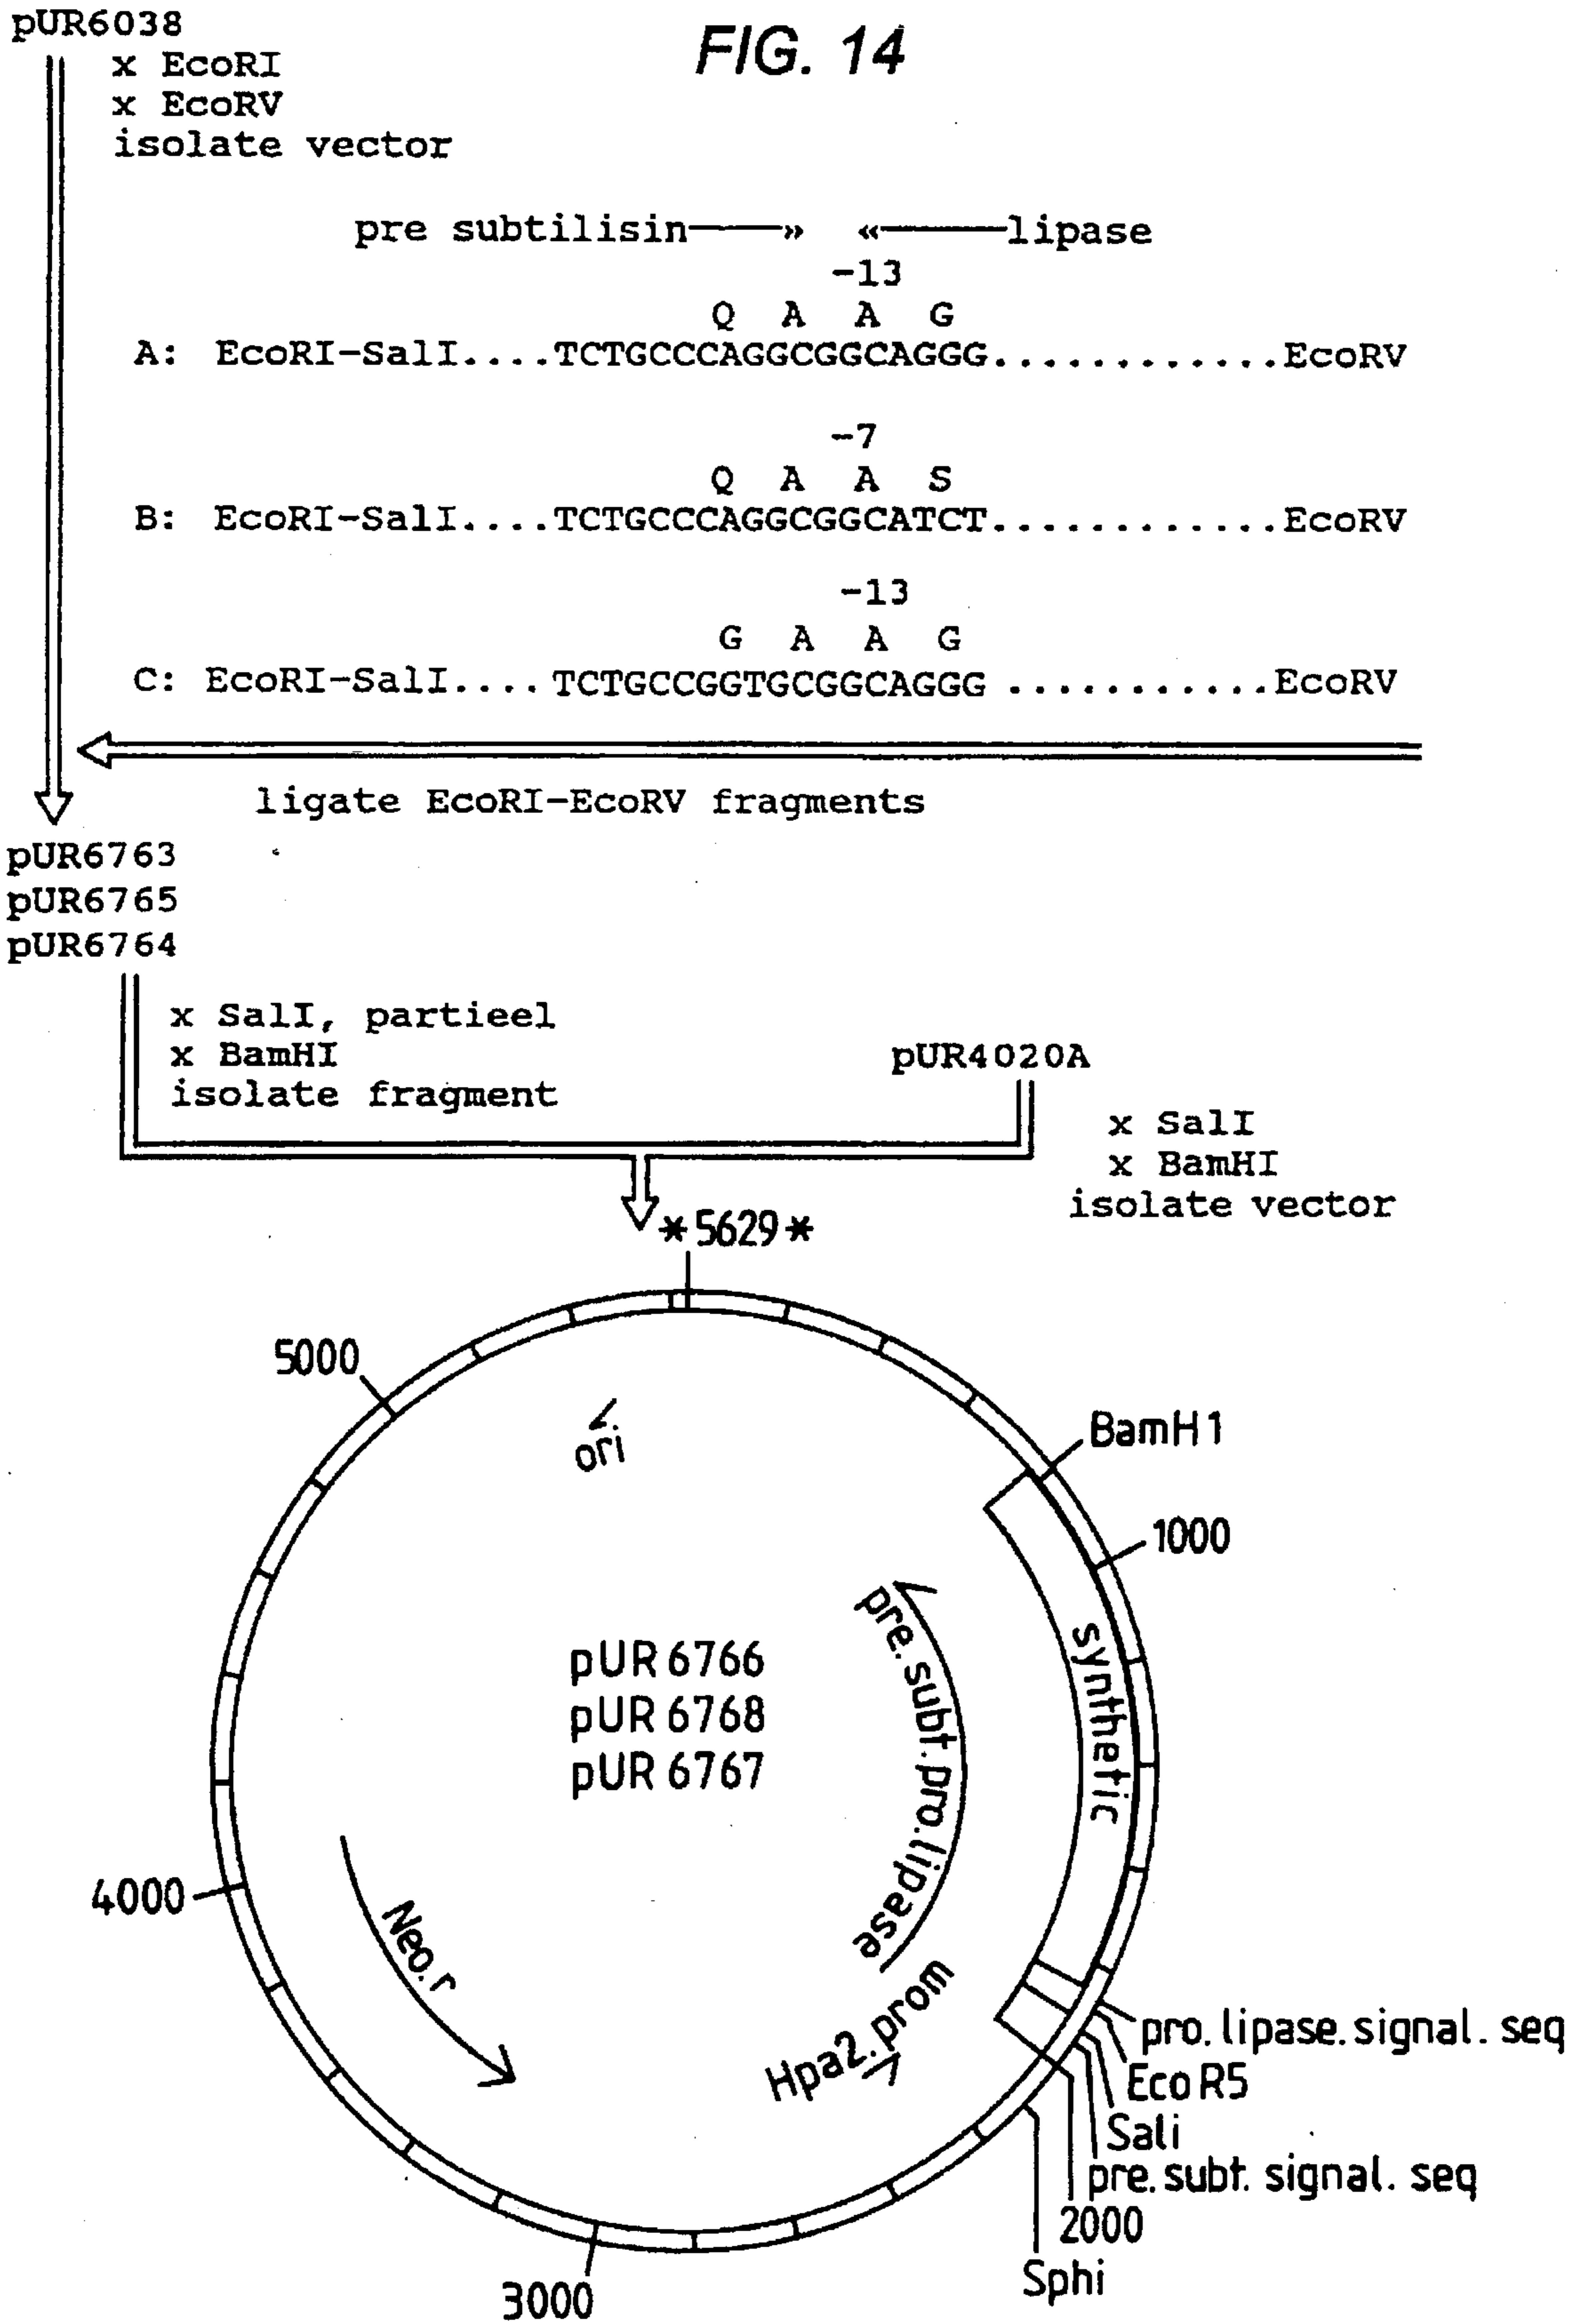 pUR6038
x EcoRI
x EcoRV
isolate vector
FIG. 14
pre subtilisin——» «——lipase
-13
Q A A G
A: EcoRI-SalI....TCTGCCCAGGCGGCAGGG............EcoRV
-7
Q A A S
B: EcoRI-SalI....TCTGCCCAGGCGGCATCT............EcoRV
-13
G A A G
C: EcoRI-SalI.... TCTGCCGGTGCGGCAGGG ...........EcoRV
ligate EcoRI-EcoRV fragments
pUR6763
pUR6765
pUR6764
x SalI, partieel
x BamHI
isolate fragment
pUR4020A
x SalI
x BamHI
isolate vector
*5629*
5000
ori
BamH1
1000
synthetic
pre.subt.pro.lipase
pUR 6766
pUR 6768
pUR 6767
4000
Neo.r
Hpa2.prom
pro.lipase.signal.seq
EcoR5
Sali
pre.subt.signal.seq
2000
Sphi
3000